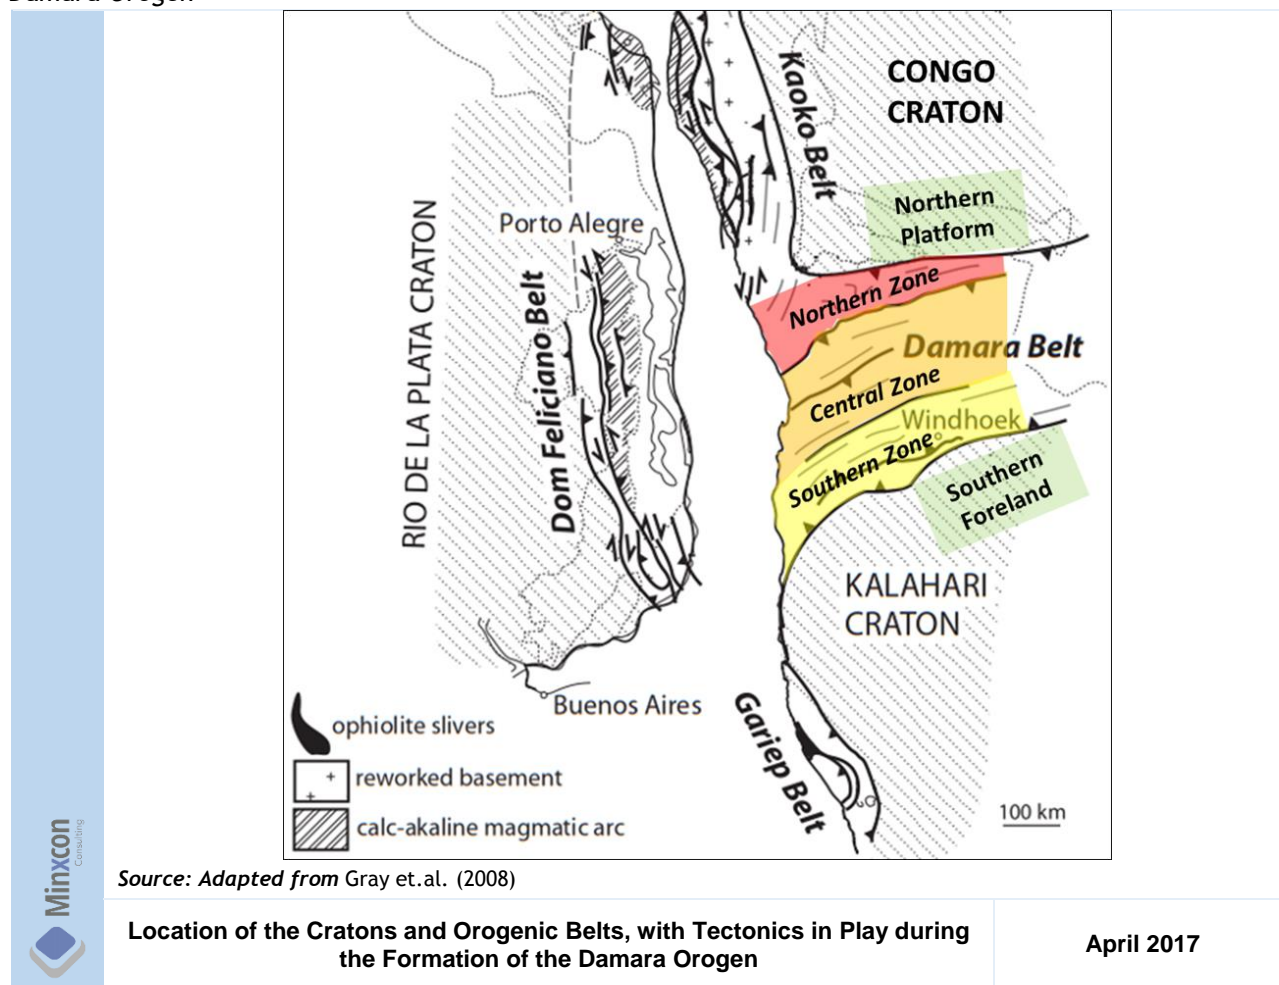 Damara Orogen
CONGO
CRATON
Kaoko Belt
Northern
Platform
Porto Alegre
RIO DE LA PLATA CRATON
Dom Feliciano Belt
Northern Zone
Damara Belt
Central Zone
Windhoek
Southern Zone
Southern
Foreland
KALAHARI
CRATON
Buenos Aires
Gariep Belt
ophiolite slivers
reworked basement
calc-akaline magmatic arc
100 km
Minxcon
Consulting
Source: Adapted from Gray et.al. (2008)
Location of the Cratons and Orogenic Belts, with Tectonics in Play during
the Formation of the Damara Orogen
April 2017